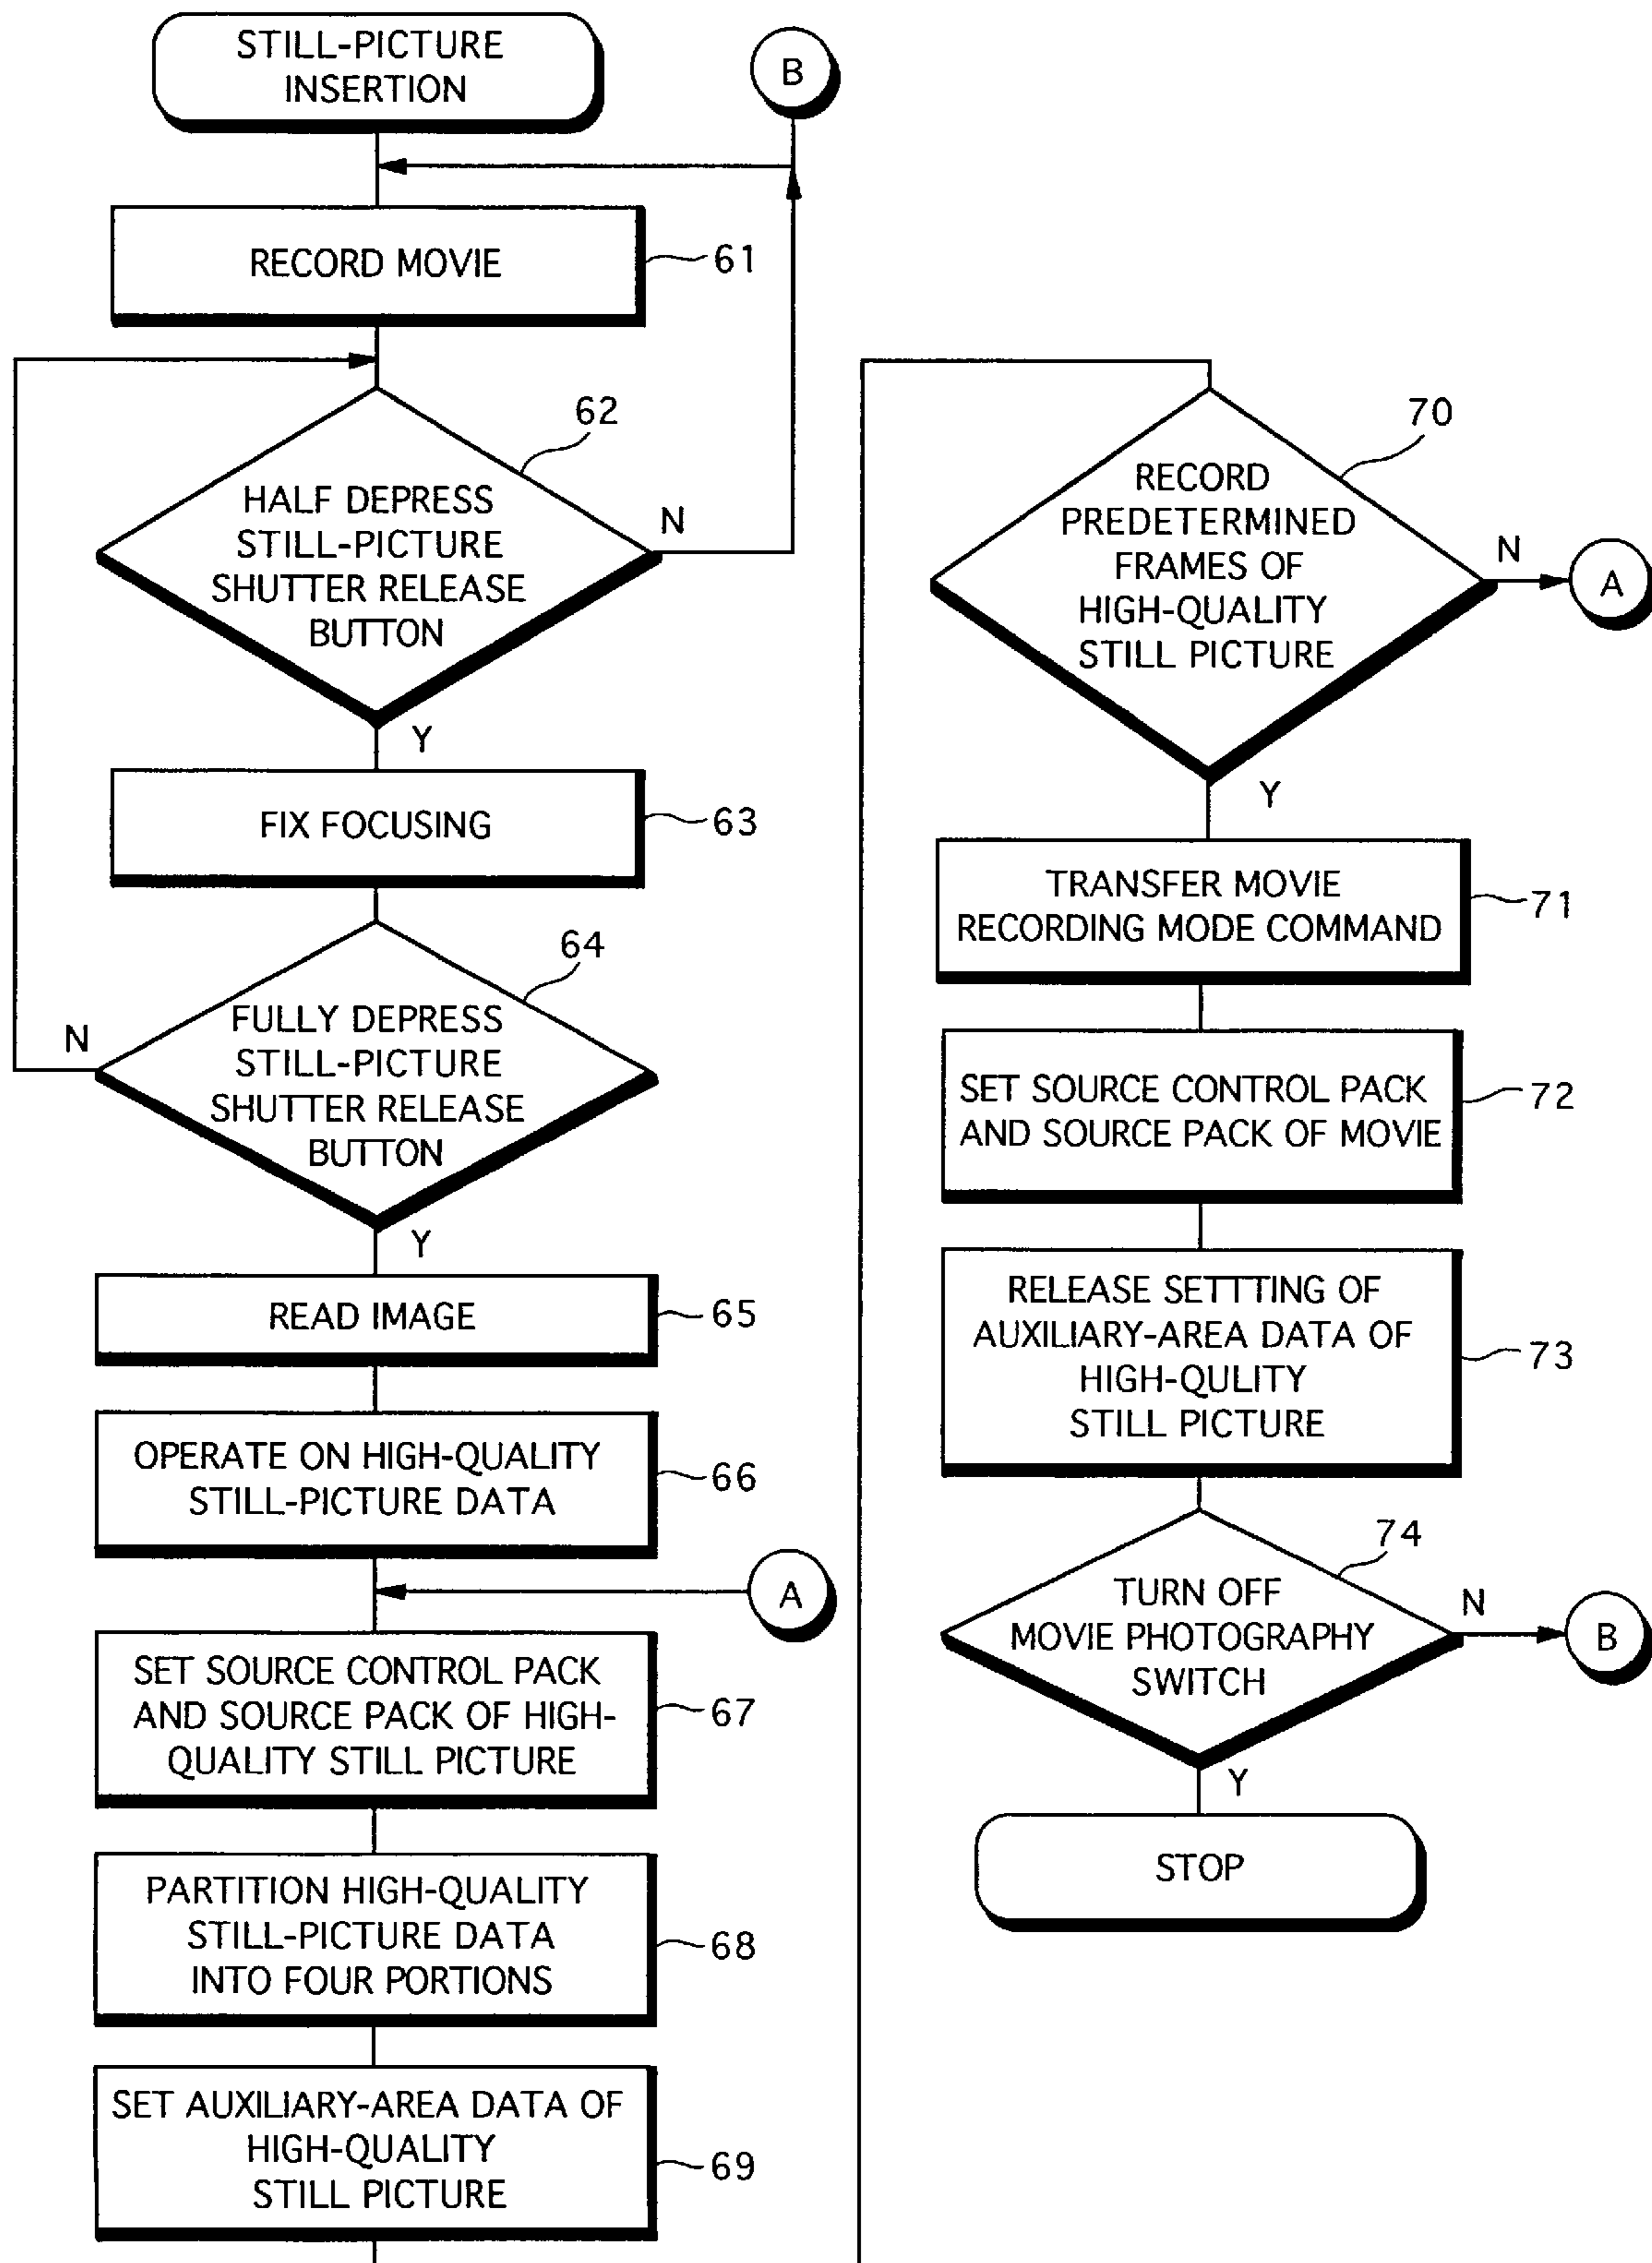 STILL-PICTURE
INSERTION
B
RECORD MOVIE
61
62
HALF DEPRESS
STILL-PICTURE
SHUTTER RELEASE
BUTTON
N
Y
FIX FOCUSING
63
64
FULLY DEPRESS
STILL-PICTURE
SHUTTER RELEASE
BUTTON
N
Y
READ IMAGE
65
OPERATE ON HIGH-QUALITY
STILL-PICTURE DATA
66
A
SET SOURCE CONTROL PACK
AND SOURCE PACK OF HIGH-
QUALITY STILL PICTURE
67
PARTITION HIGH-QUALITY
STILL-PICTURE DATA
INTO FOUR PORTIONS
68
SET AUXILIARY-AREA DATA OF
HIGH-QUALITY
STILL PICTURE
69
70
RECORD
PREDETERMINED
FRAMES OF
HIGH-QUALITY
STILL PICTURE
N
A
Y
TRANSFER MOVIE
RECORDING MODE COMMAND
71
SET SOURCE CONTROL PACK
AND SOURCE PACK OF MOVIE
72
RELEASE SETTTING OF
AUXILIARY-AREA DATA OF
HIGH-QULITY
STILL PICTURE
73
74
TURN OFF
MOVIE PHOTOGRAPHY
SWITCH
N
B
Y
STOP